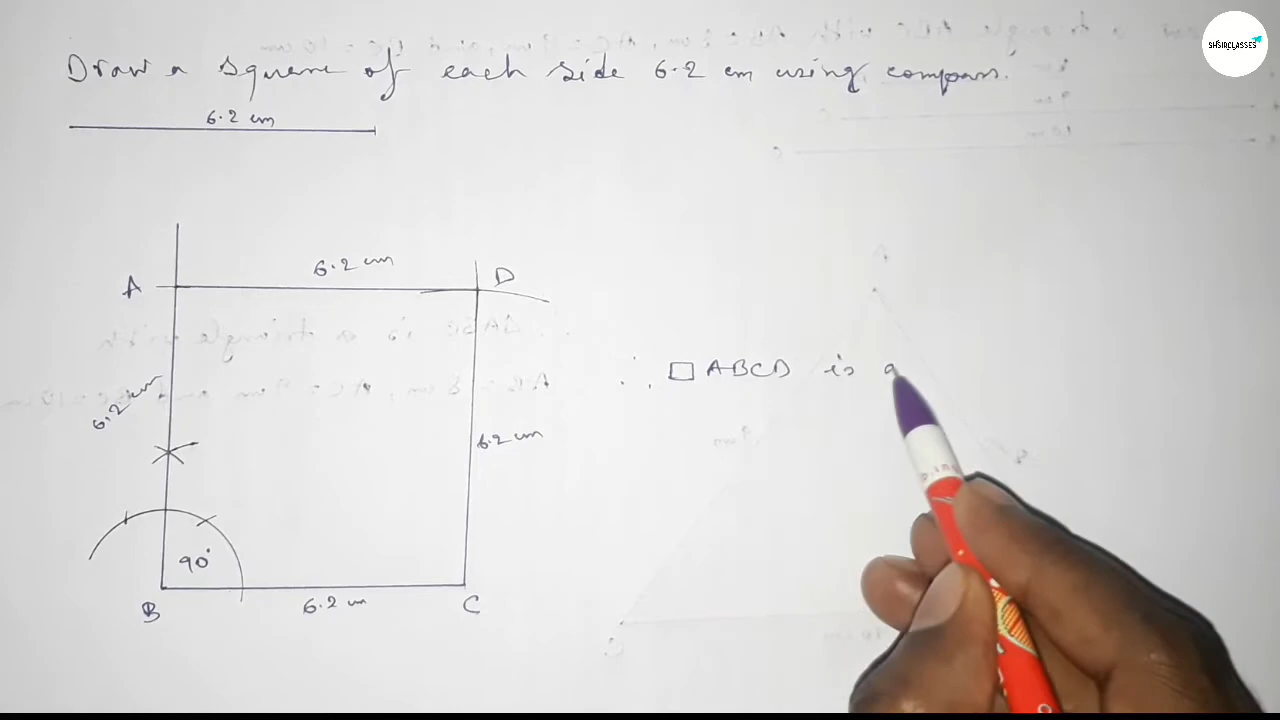 Draw a square of each side 6.2 cm using compass.
6.2 cm
SHSIRCLASSES
6.2 cm
A
D
6.2 cm
∴ □ ABCD is a
6.2 cm
90°
6.2 cm
B
C